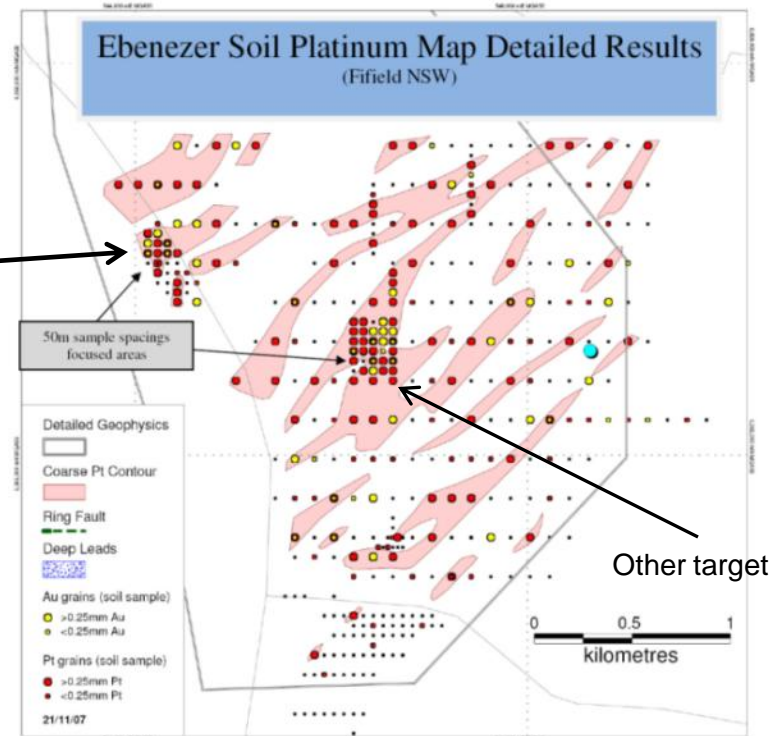 Ebenezer Soil Platinum Map Detailed Results
(Fifield NSW)
50m sample spacings
focused areas
Detailed Geophysics
Coarse Pt Contour
Ring Fault
Deep Leads
Au grains (soil sample)
>0.25mm Au
<0.25mm Au
Pt grains (soil sample)
>0.25mm Pt
<0.25mm Pt
21/11/07
Other target
0 0.5 1
kilometres